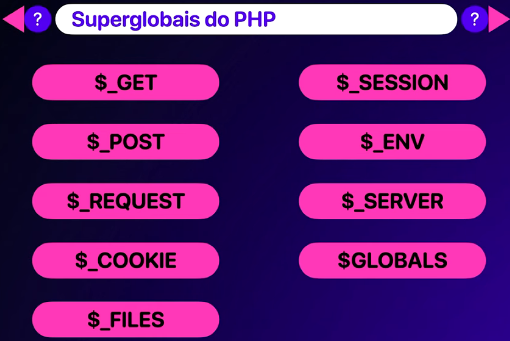 ? Superglobais do PHP ?
$_GET
$_POST
$_REQUEST
$_COOKIE
$_FILES
$_SESSION
$_ENV
$_SERVER
$GLOBALS